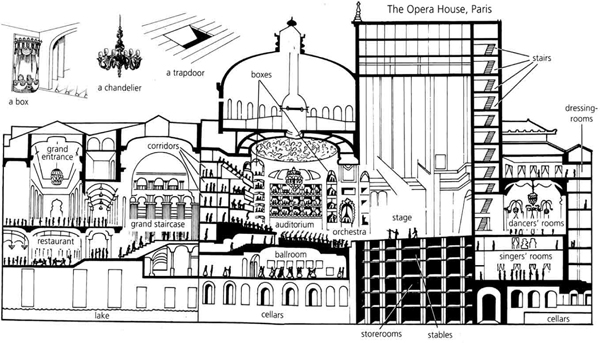 The Opera House, Paris
a box
a chandelier
a trapdoor
boxes
stairs
dressing-
rooms
grand
entrance
corridors
grand staircase
restaurant
auditorium
orchestra
stage
dancers' rooms
ballroom
singers' rooms
lake
cellars
storerooms
stables
cellars